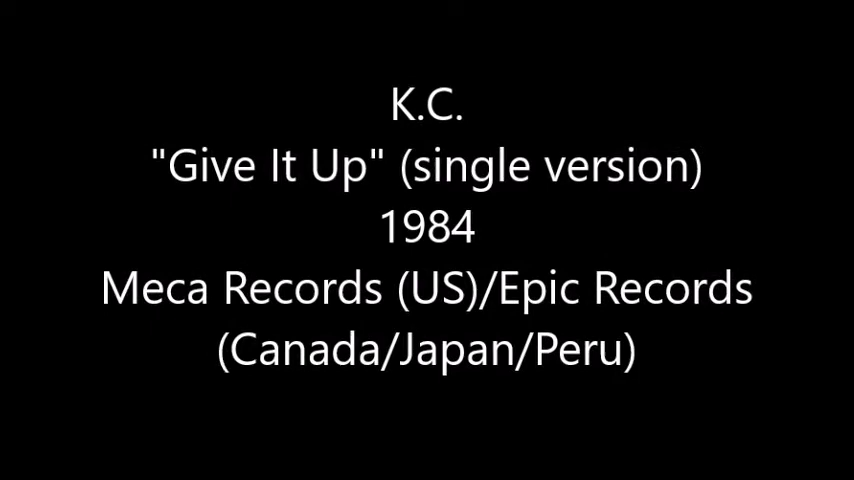 K.C.
"Give It Up" (single version)
1984
Meca Records (US)/Epic Records
(Canada/Japan/Peru)